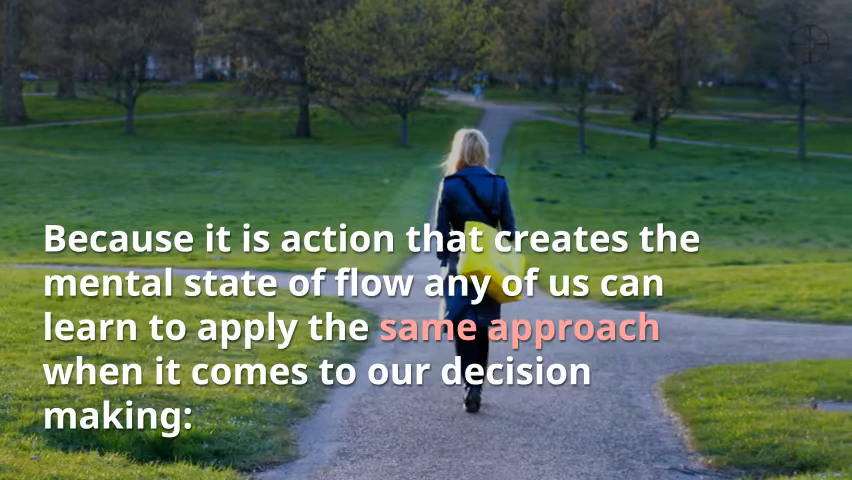 Because it is action that creates the
mental state of flow any of us can
learn to apply the same approach
when it comes to our decision
making: